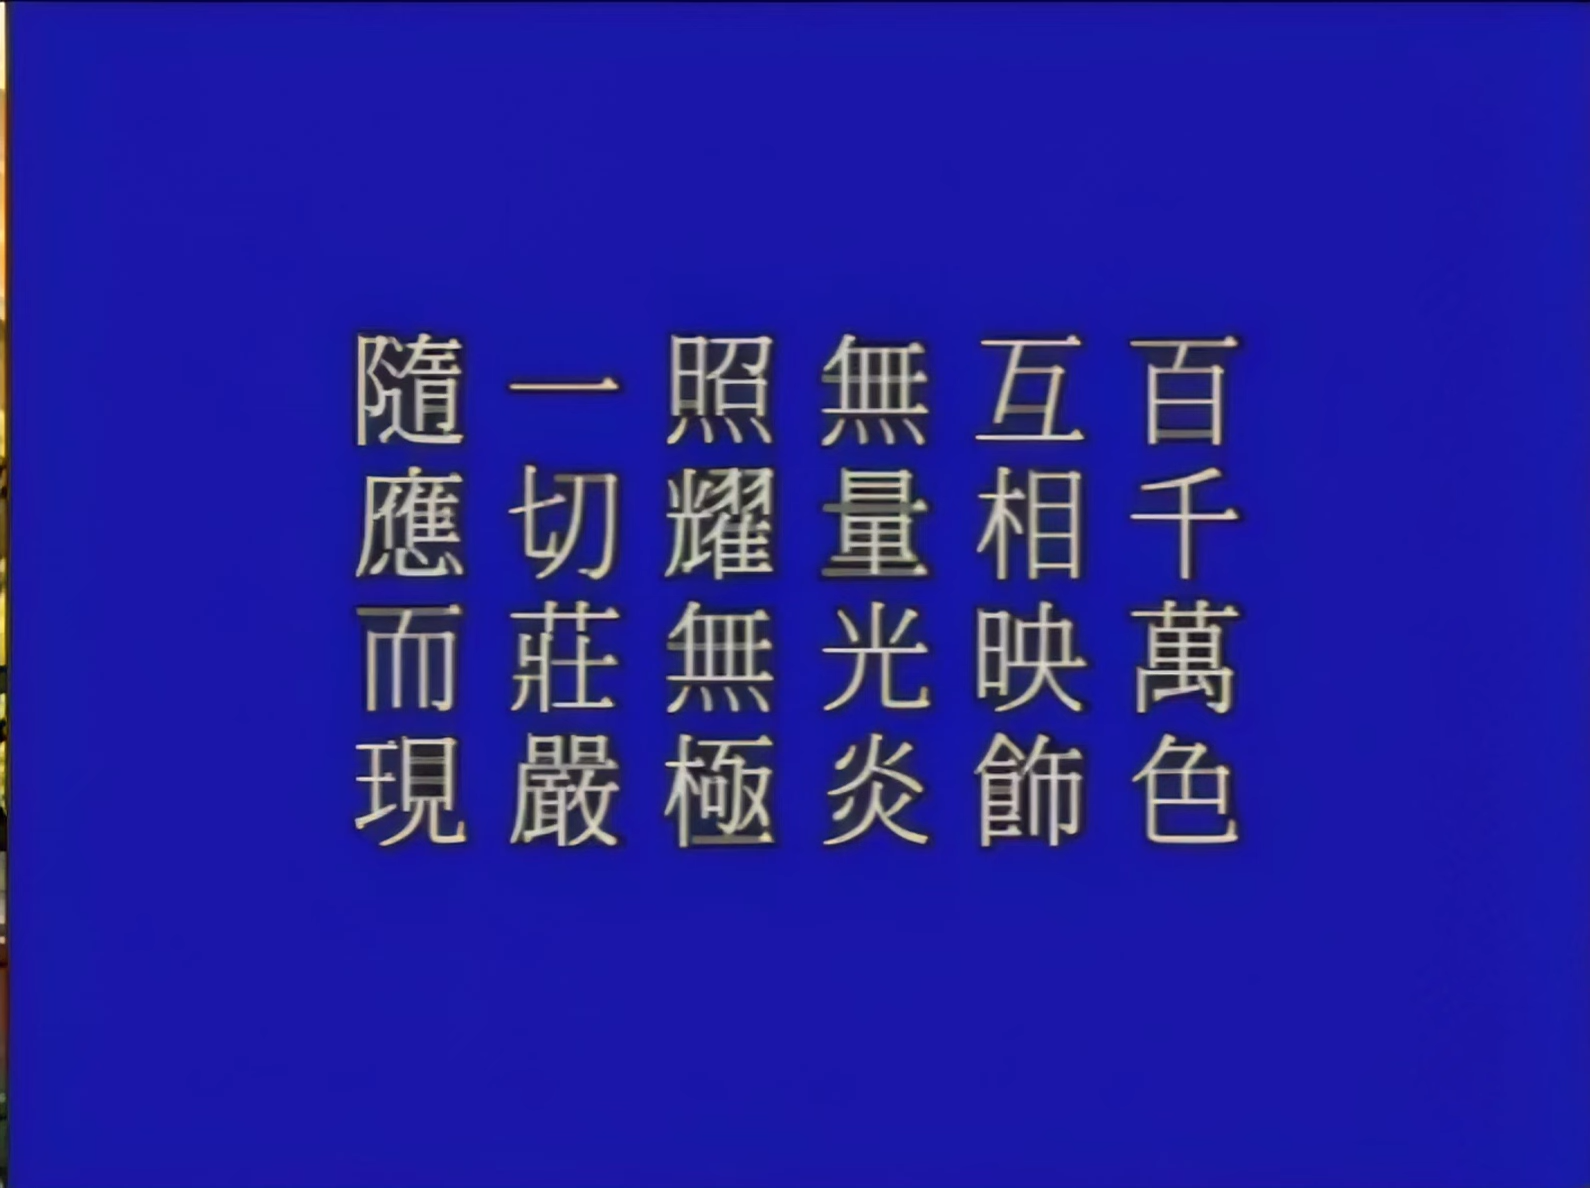 百千萬色
互相映飾
無量光炎
照耀無極
一切莊嚴
隨應而現